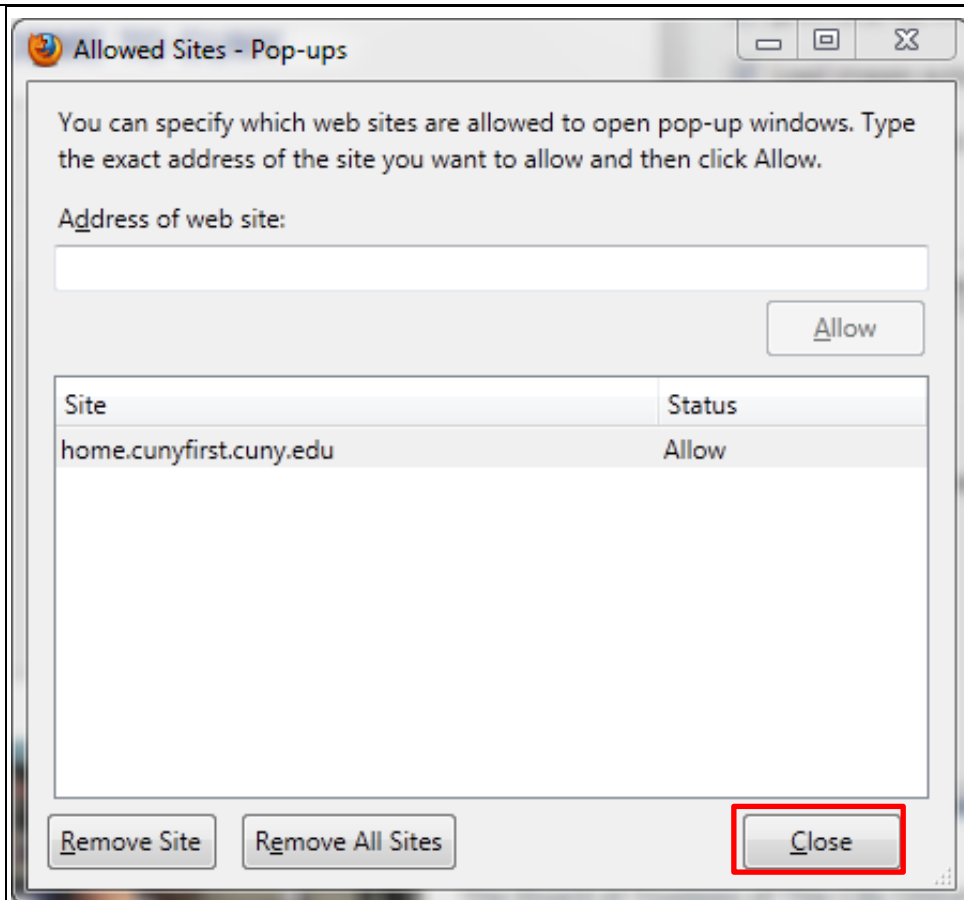 Allowed Sites - Pop-ups
You can specify which web sites are allowed to open pop-up windows. Type
the exact address of the site you want to allow and then click Allow.
Address of web site:
Allow
Site Status
home.cunyfirst.cuny.edu Allow
Remove Site Remove All Sites Close